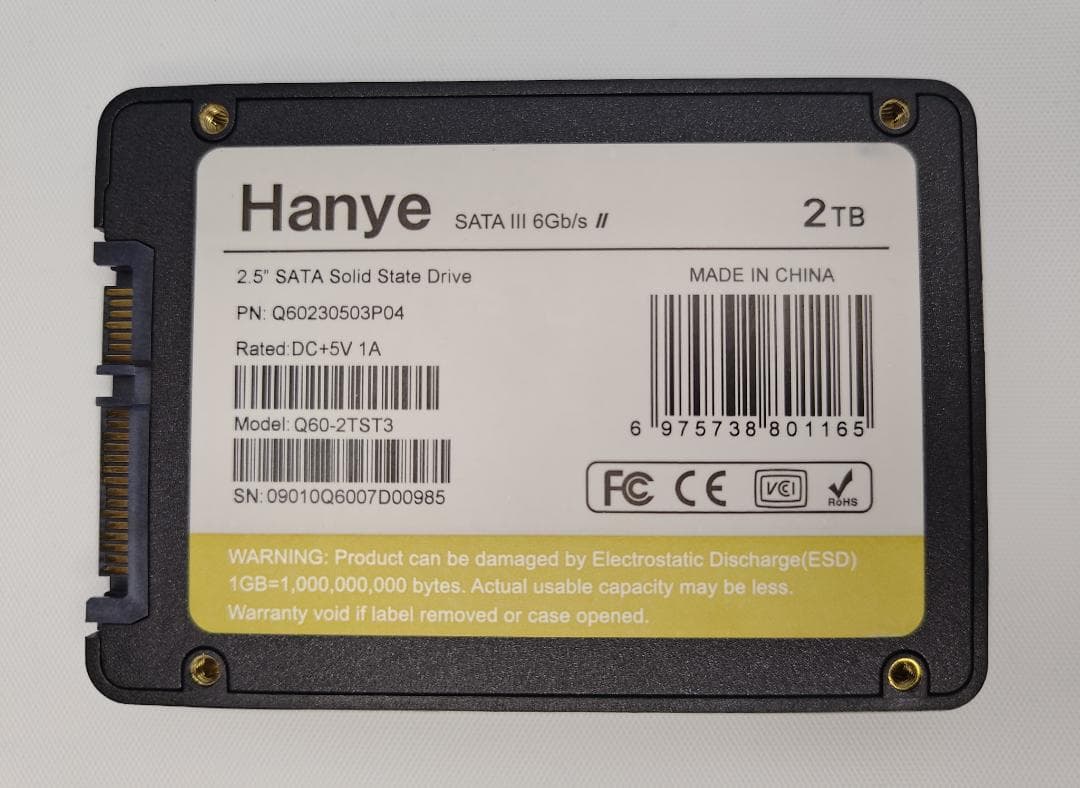 Hanye SATA III 6Gb/s // 2TB
2.5" SATA Solid State Drive
MADE IN CHINA
PN: Q60230503P04
Rated:DC+5V 1A
Model: Q60-2TST3
SN:09010Q6007D00985
6 975738 801165
FC CE VCCI RoHS
WARNING: Product can be damaged by Electrostatic Discharge(ESD)
1GB=1,000,000,000 bytes. Actual usable capacity may be less.
Warranty void if label removed or case opened.